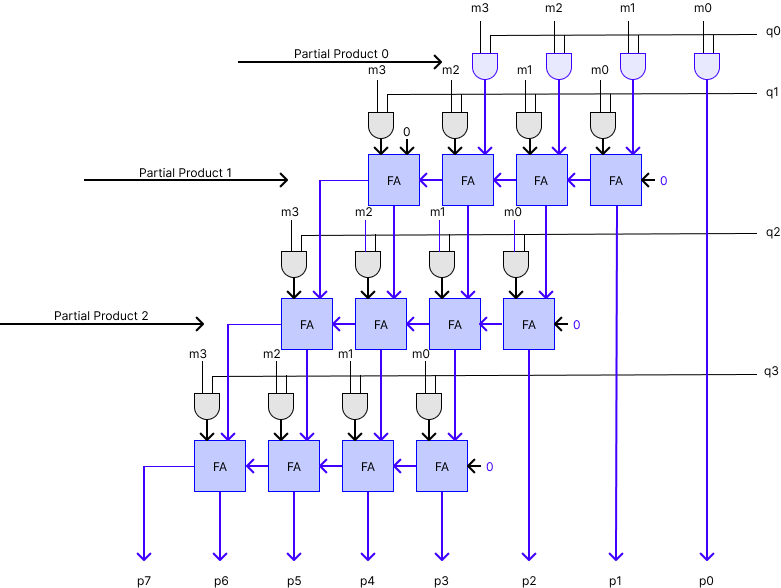 m3 m2 m1 m0
q0
Partial Product 0
m3 m2 m1 m0
q1
0
Partial Product 1
FA FA FA FA 0
m3 m2 m1 m0
q2
Partial Product 2
FA FA FA FA 0
m3 m2 m1 m0
q3
FA FA FA FA 0
p7 p6 p5 p4 p3 p2 p1 p0